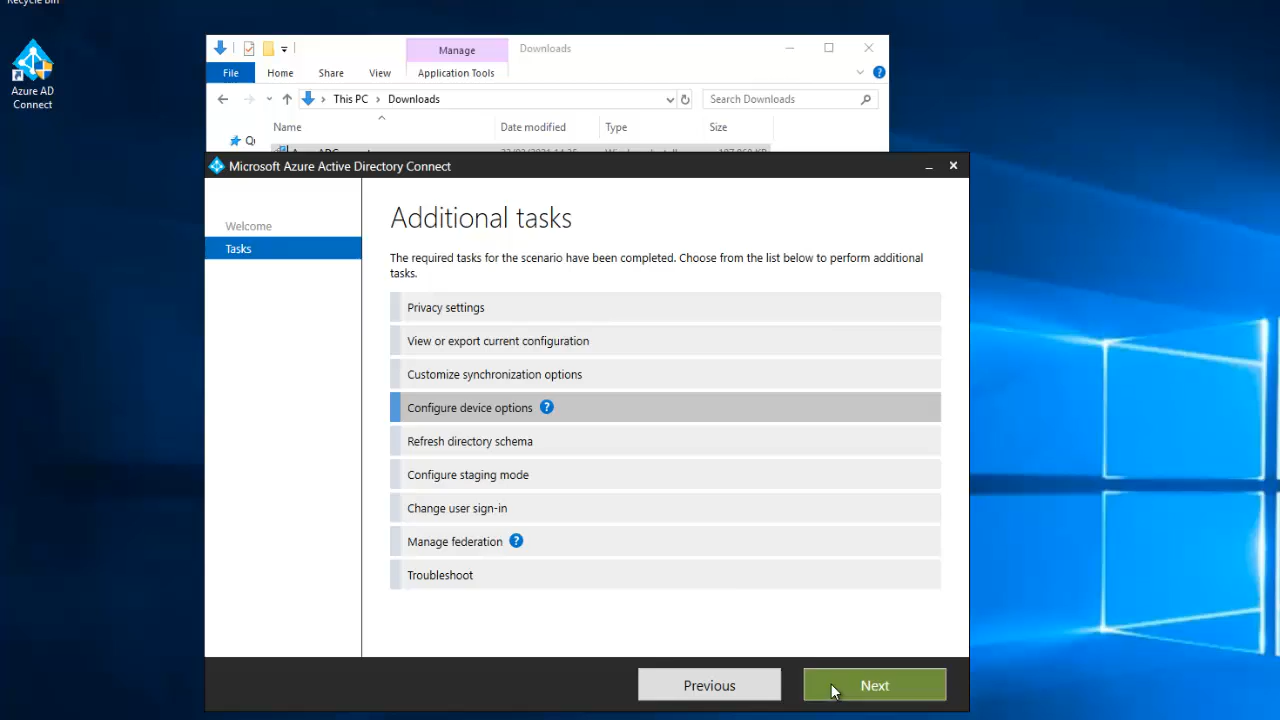 Recycle Bin
Azure AD
Connect
Manage
Downloads
File
Home
Share
View
Application Tools
This PC
Downloads
Search Downloads
Name
Date modified
Type
Size
Microsoft Azure Active Directory Connect
Welcome
Tasks
Additional tasks
The required tasks for the scenario have been completed. Choose from the list below to perform additional
tasks.
Privacy settings
View or export current configuration
Customize synchronization options
Configure device options ?
Refresh directory schema
Configure staging mode
Change user sign-in
Manage federation ?
Troubleshoot
Previous
Next